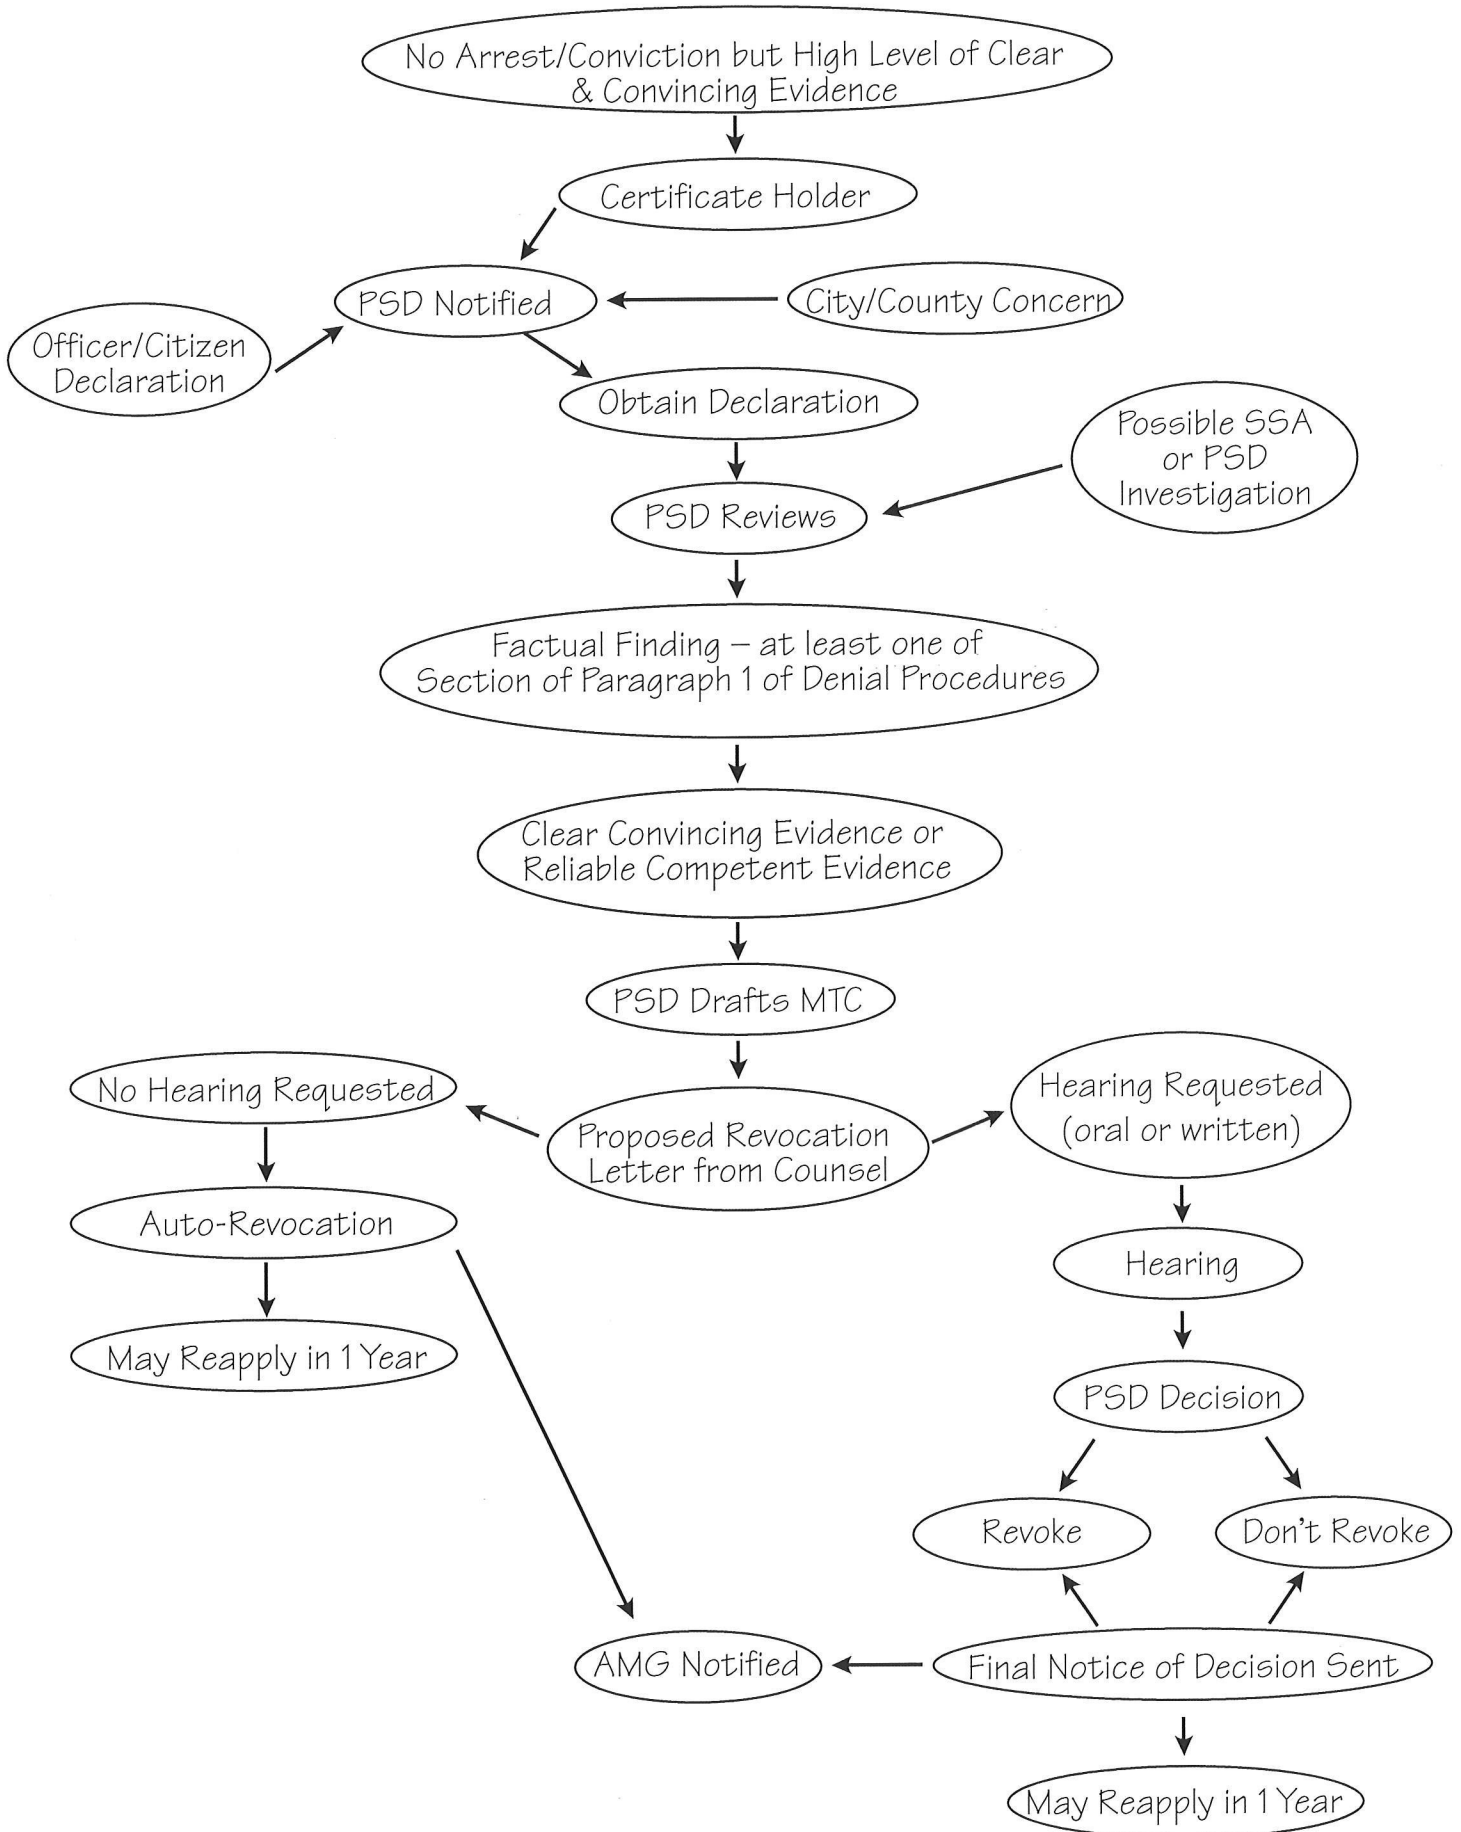 No Arrest/Conviction but High Level of Clear
& Convincing Evidence
Certificate Holder
PSD Notified
City/County Concern
Officer/Citizen
Declaration
Obtain Declaration
Possible SSA
or PSD
Investigation
PSD Reviews
Factual Finding – at least one of
Section of Paragraph 1 of Denial Procedures
Clear Convincing Evidence or
Reliable Competent Evidence
PSD Drafts MTC
No Hearing Requested
Proposed Revocation
Letter from Counsel
Hearing Requested
(oral or written)
Auto-Revocation
Hearing
May Reapply in 1 Year
PSD Decision
Revoke
Don't Revoke
AMG Notified
Final Notice of Decision Sent
May Reapply in 1 Year